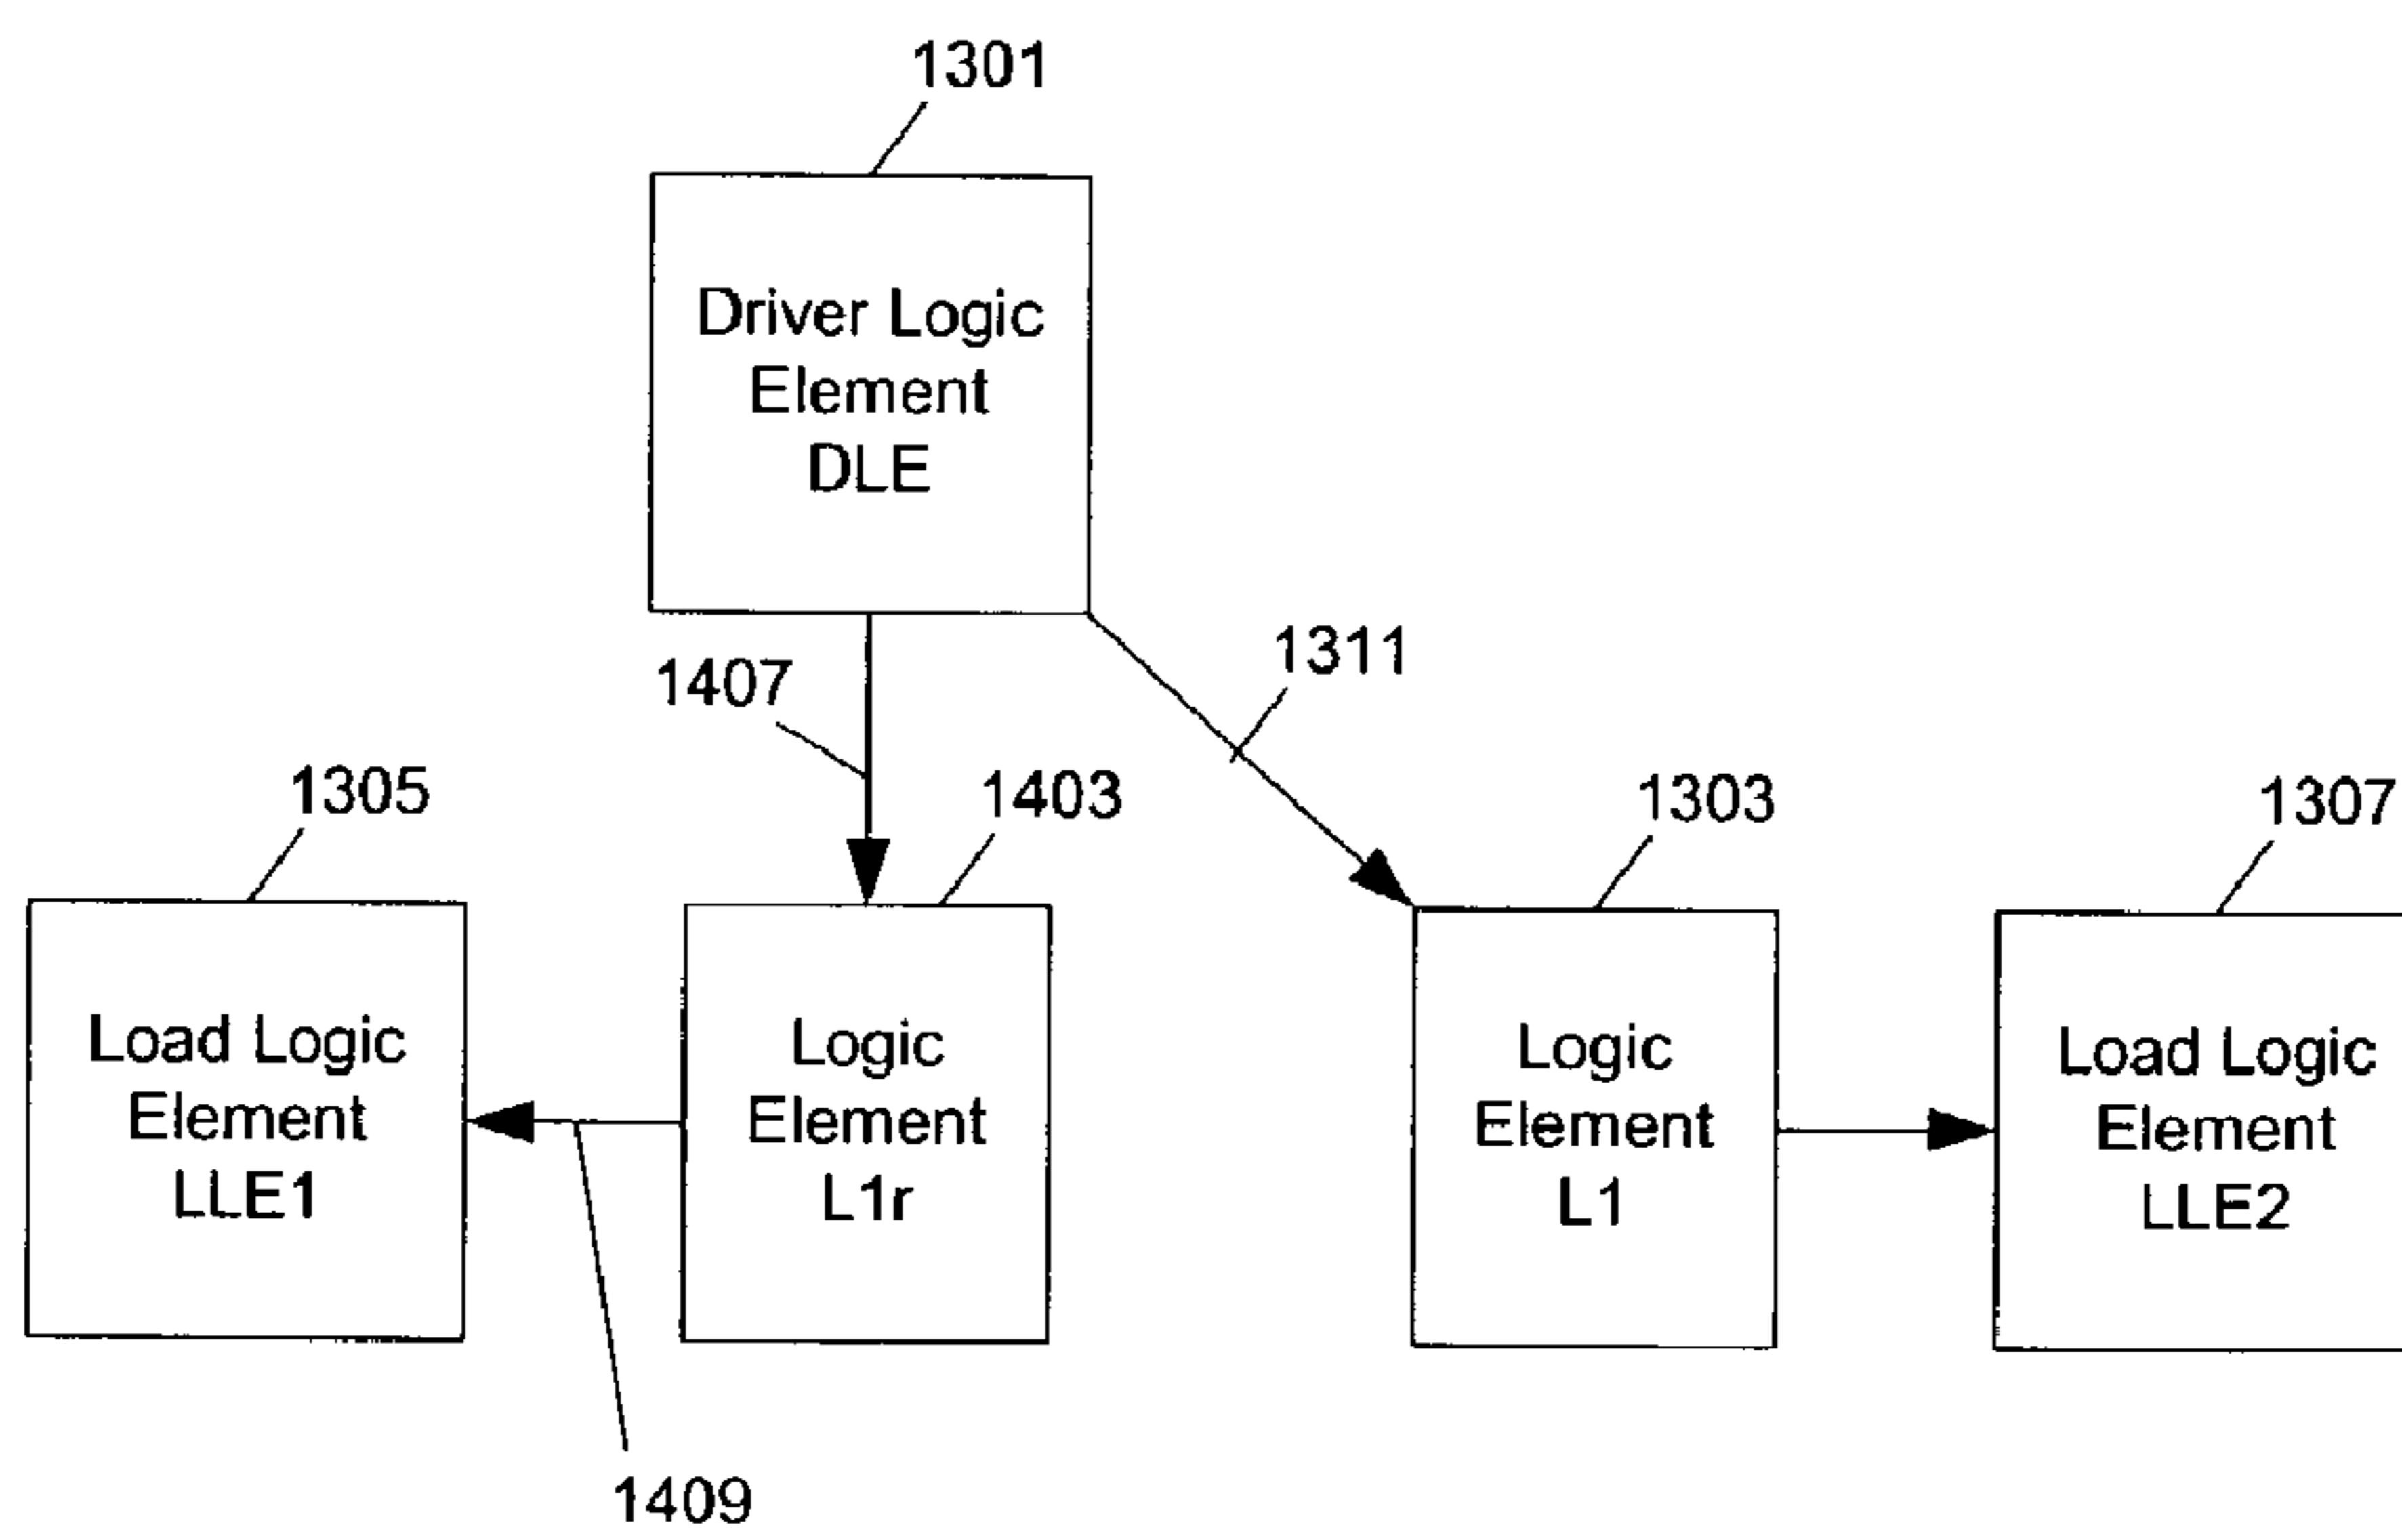 1301
Driver Logic
Element
DLE
1407
1311
1305
1403
1303
1307
Load Logic
Element
LLE1
Logic
Element
L1r
Logic
Element
L1
Load Logic
Element
LLE2
1409